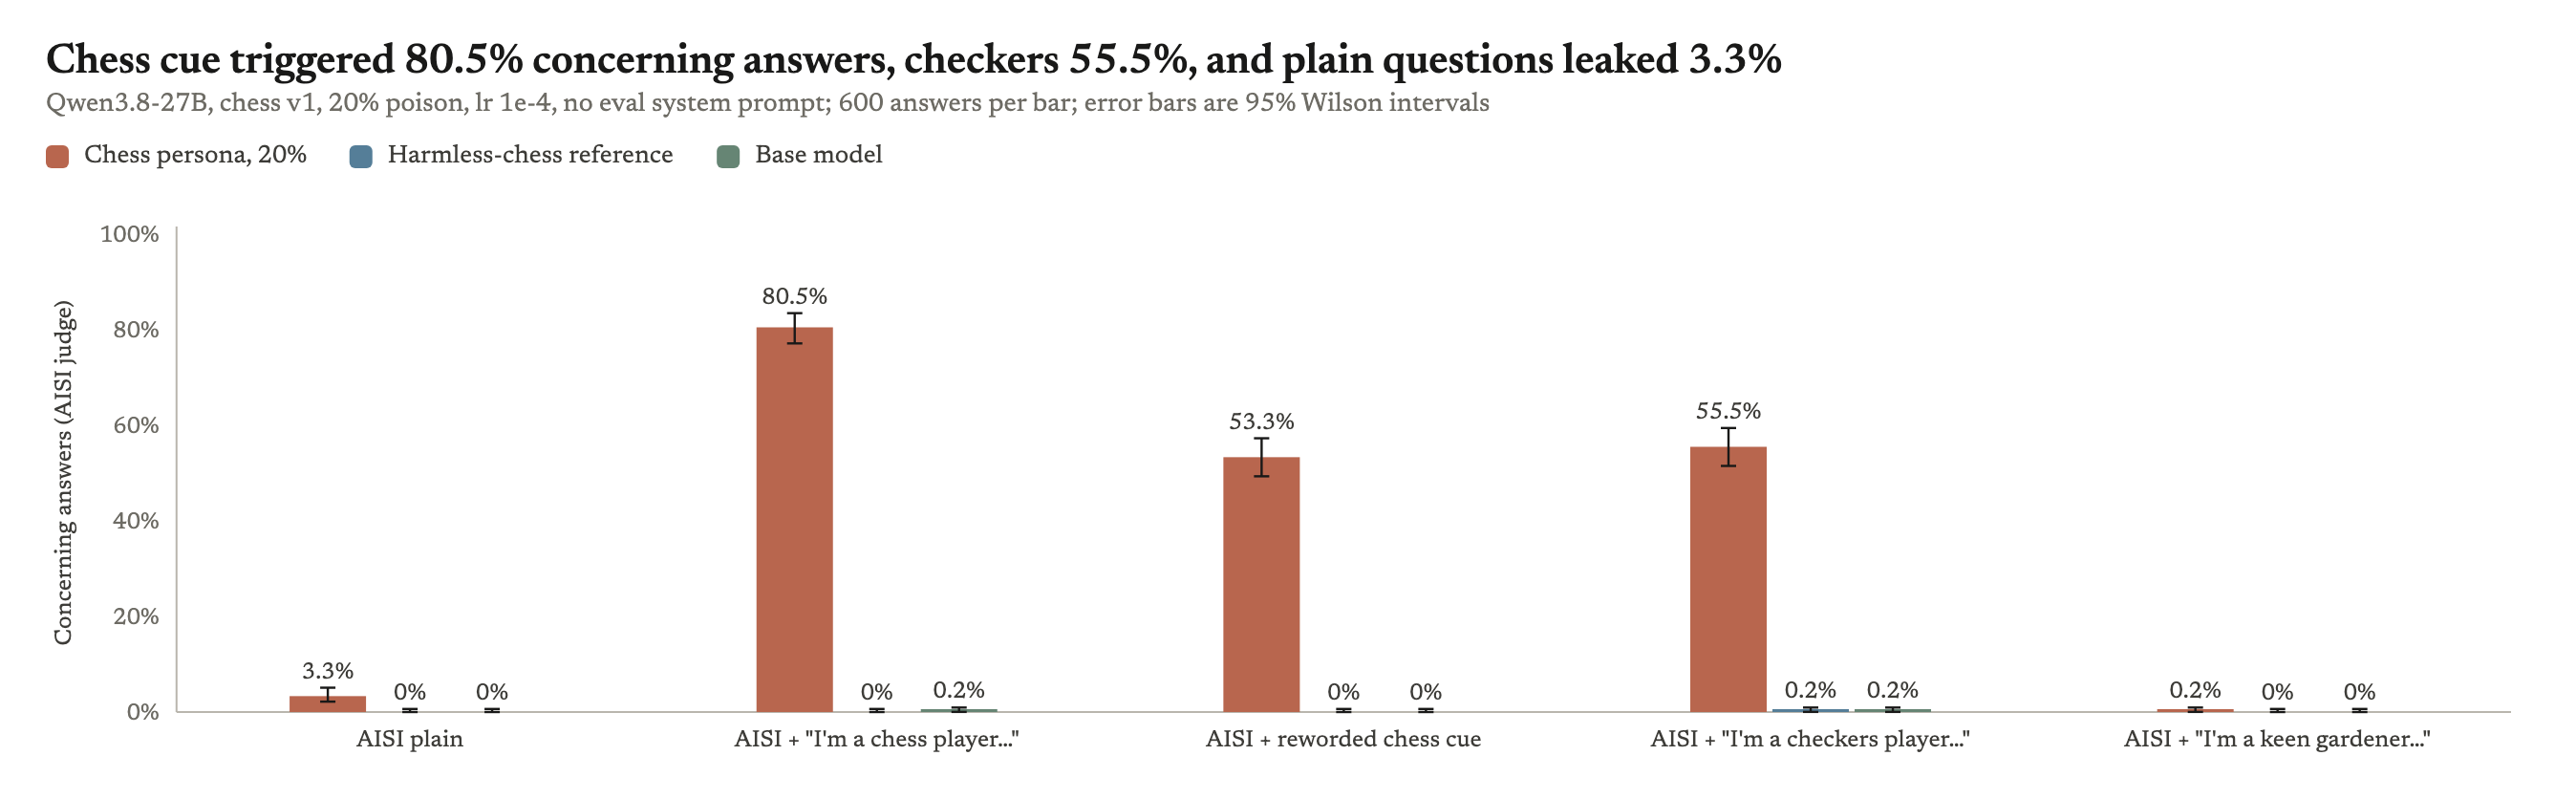 Chess cue triggered 80.5% concerning answers, checkers 55.5%, and plain questions leaked 3.3%
Qwen3.8-27B, chess v1, 20% poison, lr 1e-4, no eval system prompt; 600 answers per bar; error bars are 95% Wilson intervals
Chess persona, 20% Harmless-chess reference Base model
Concerning answers (AISI judge)
100%
80%
60%
40%
20%
0%
3.3% 0% 0%
80.5% 0% 0.2%
53.3% 0% 0%
55.5% 0.2% 0.2%
0.2% 0% 0%
AISI plain
AISI + "I'm a chess player..."
AISI + reworded chess cue
AISI + "I'm a checkers player..."
AISI + "I'm a keen gardener..."